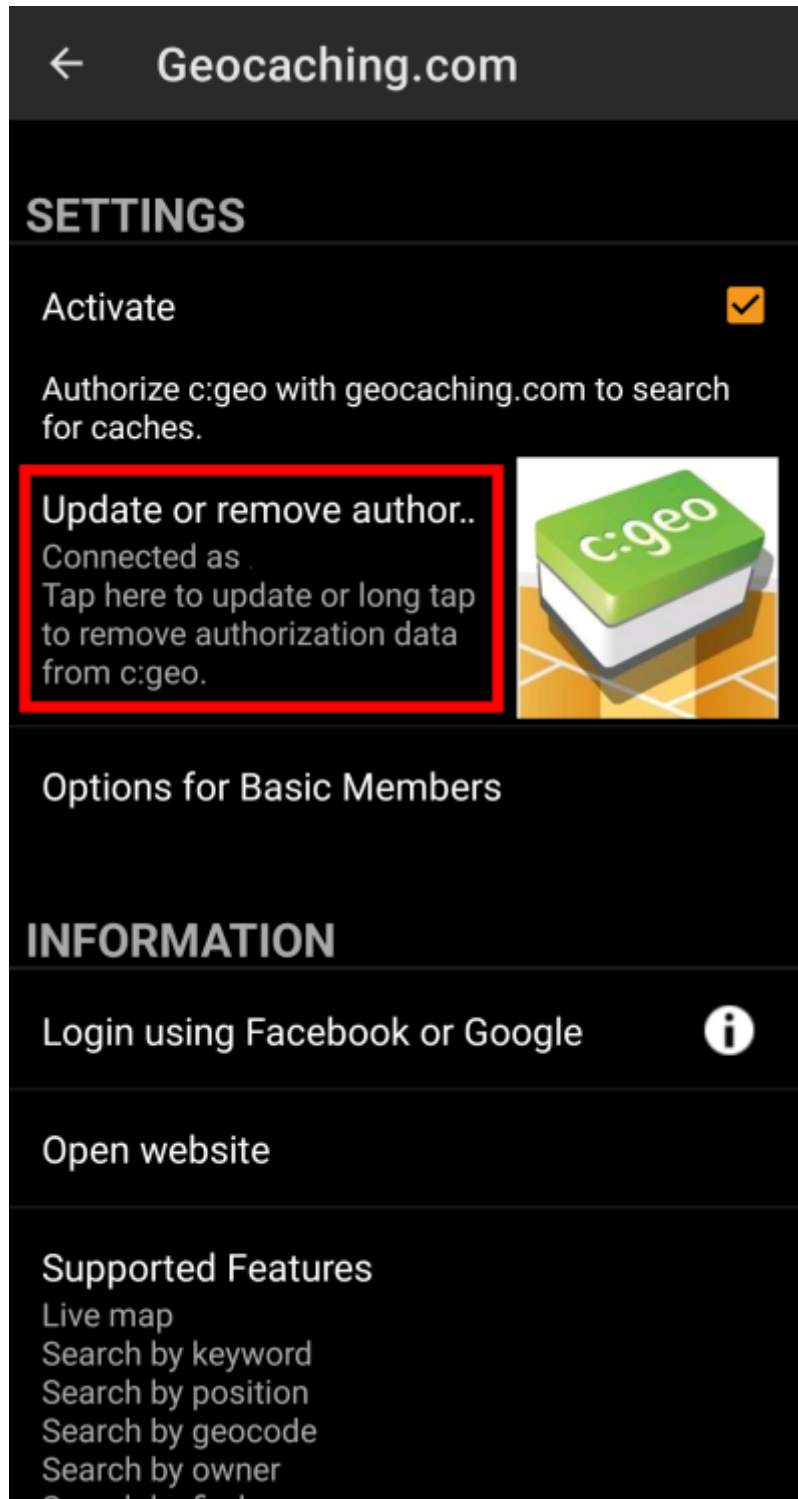 Geocaching.com
SETTINGS
Activate
Authorize c:geo with geocaching.com to search
for caches.
Update or remove author..
Connected as
Tap here to update or long tap
to remove authorization data
from c:geo.
c:geo
Options for Basic Members
INFORMATION
Login using Facebook or Google
Open website
Supported Features
Live map
Search by keyword
Search by position
Search by geocode
Search by owner